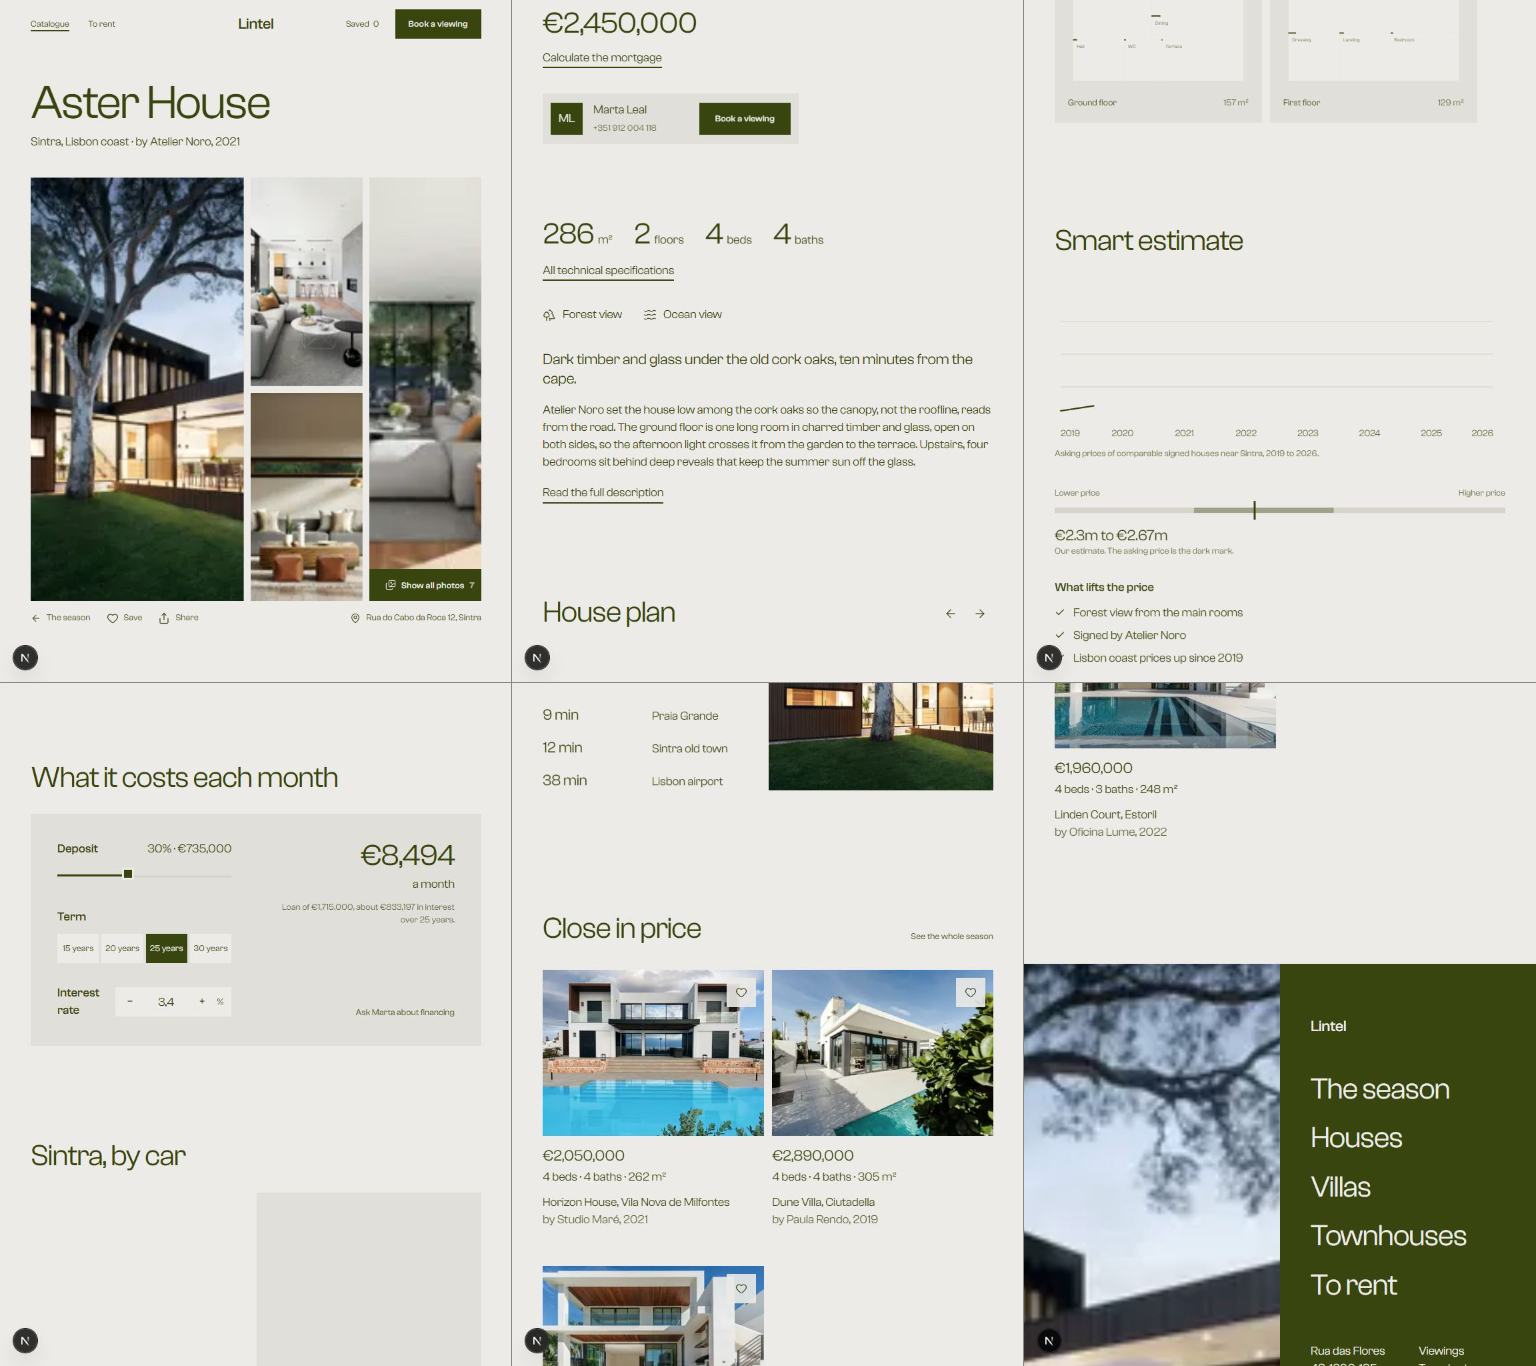 Catalogue
To rent
Lintel
Saved 0
Book a viewing
Aster House
Sintra, Lisbon coast · by Atelier Noro, 2021
Show all photos 7
The season
Save
Share
Rua do Cabo da Roca 12, Sintra
N
€2,450,000
Calculate the mortgage
ML
Marta Leal
+351 912 004 118
Book a viewing
286 m²
2 floors
4 beds
4 baths
All technical specifications
Forest view
Ocean view
Dark timber and glass under the old cork oaks, ten minutes from the
cape.
Atelier Noro set the house low among the cork oaks so the canopy, not the roofline, reads
from the road. The ground floor is one long room in charred timber and glass, open on
both sides, so the afternoon light crosses it from the garden to the terrace. Upstairs, four
bedrooms sit behind deep reveals that keep the summer sun off the glass.
Read the full description
House plan
N
Dining
Hall
WC
Terrace
Dressing
Landing
Bedroom
Ground floor
157 m²
First floor
129 m²
Smart estimate
2019
2020
2021
2022
2023
2024
2025
2026
Asking prices of comparable signed houses near Sintra, 2019 to 2026.
Lower price
Higher price
€2.3m to €2.67m
Our estimate. The asking price is the dark mark.
What lifts the price
Forest view from the main rooms
Signed by Atelier Noro
Lisbon coast prices up since 2019
N
What it costs each month
Deposit
30% · €735,000
€8,494
a month
Loan of €1,715,000, about €833,197 in interest
over 25 years.
Term
15 years
20 years
25 years
30 years
Interest
rate
− 3.4 + %
Ask Marta about financing
Sintra, by car
N
9 min
Praia Grande
12 min
Sintra old town
38 min
Lisbon airport
Close in price
See the whole season
€2,050,000
4 beds · 4 baths · 262 m²
Horizon House, Vila Nova de Milfontes
by Studio Maré, 2021
€2,890,000
4 beds · 4 baths · 305 m²
Dune Villa, Ciutadella
by Paula Rendo, 2019
N
€1,960,000
4 beds · 3 baths · 248 m²
Linden Court, Estoril
by Oficina Lume, 2022
Lintel
The season
Houses
Villas
Townhouses
To rent
Rua das Flores
Viewings
N